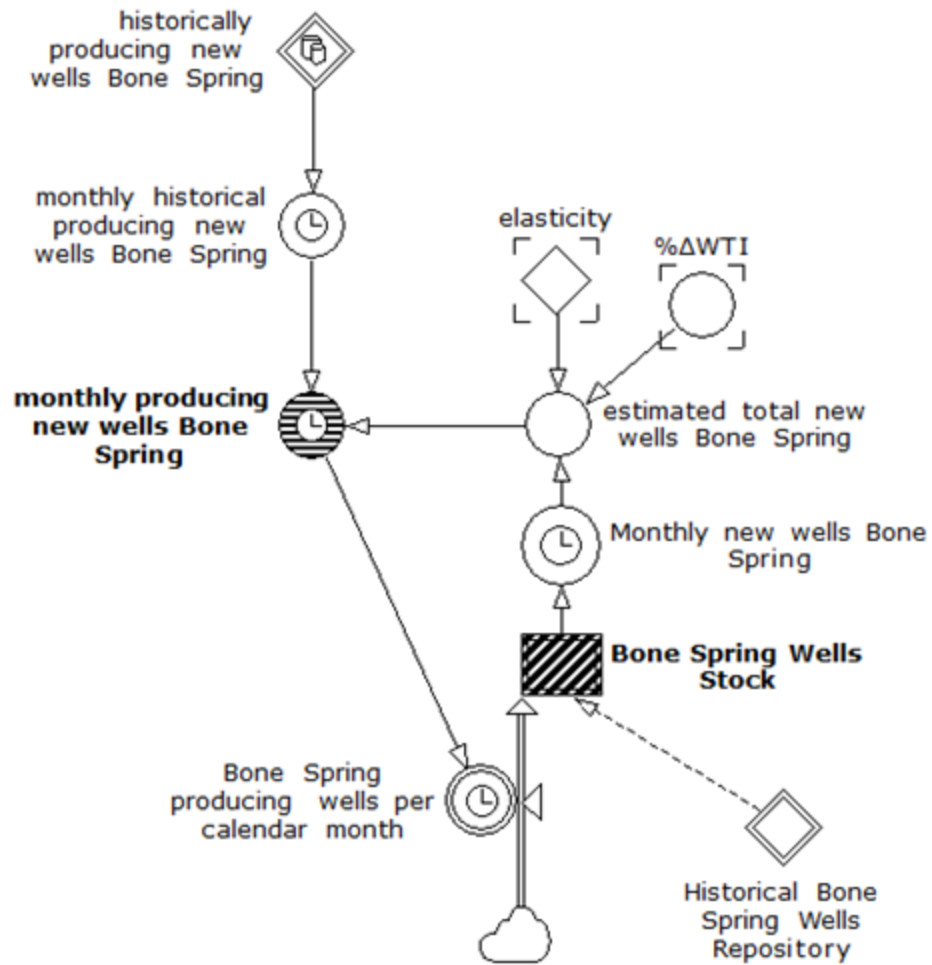 historically
producing new
wells Bone Spring
monthly historical
producing new
wells Bone Spring
elasticity
%ΔWTI
monthly producing
new wells Bone
Spring
estimated total new
wells Bone Spring
Monthly new wells Bone
Spring
Bone Spring Wells
Stock
Bone Spring
producing wells per
calendar month
Historical Bone
Spring Wells
Repository